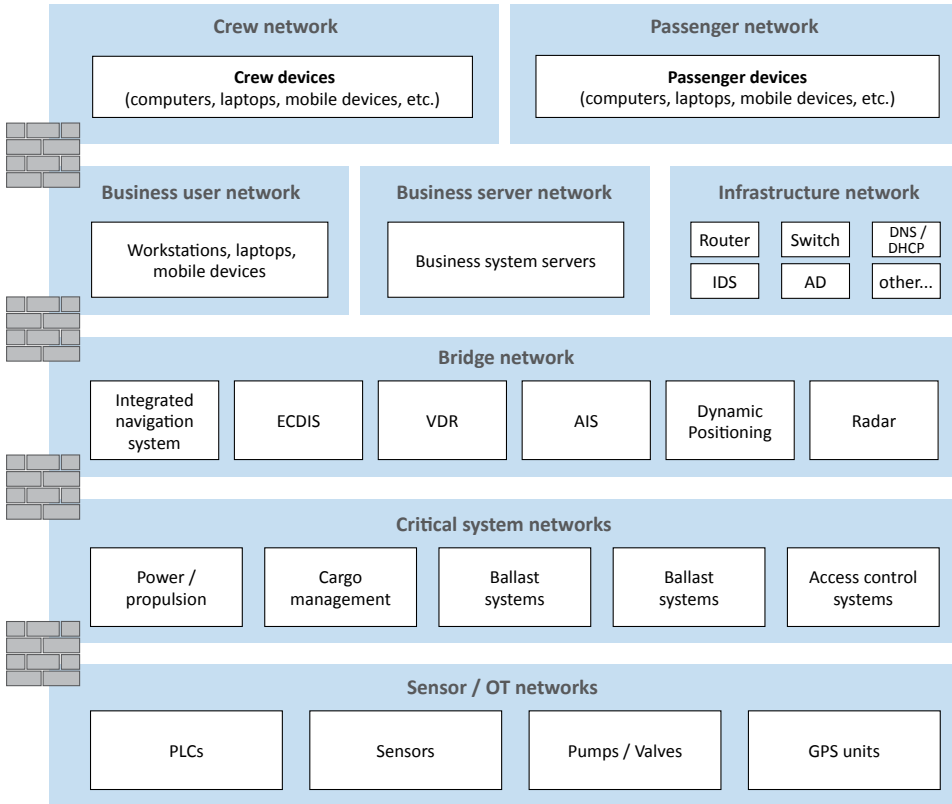 Crew network
Crew devices
(computers, laptops, mobile devices, etc.)
Passenger network
Passenger devices
(computers, laptops, mobile devices, etc.)
Business user network
Workstations, laptops,
mobile devices
Business server network
Business system servers
Infrastructure network
Router
Switch
DNS /
DHCP
IDS
AD
other...
Bridge network
Integrated
navigation
system
ECDIS
VDR
AIS
Dynamic
Positioning
Radar
Critical system networks
Power /
propulsion
Cargo
management
Ballast
systems
Ballast
systems
Access control
systems
Sensor / OT networks
PLCs
Sensors
Pumps / Valves
GPS units